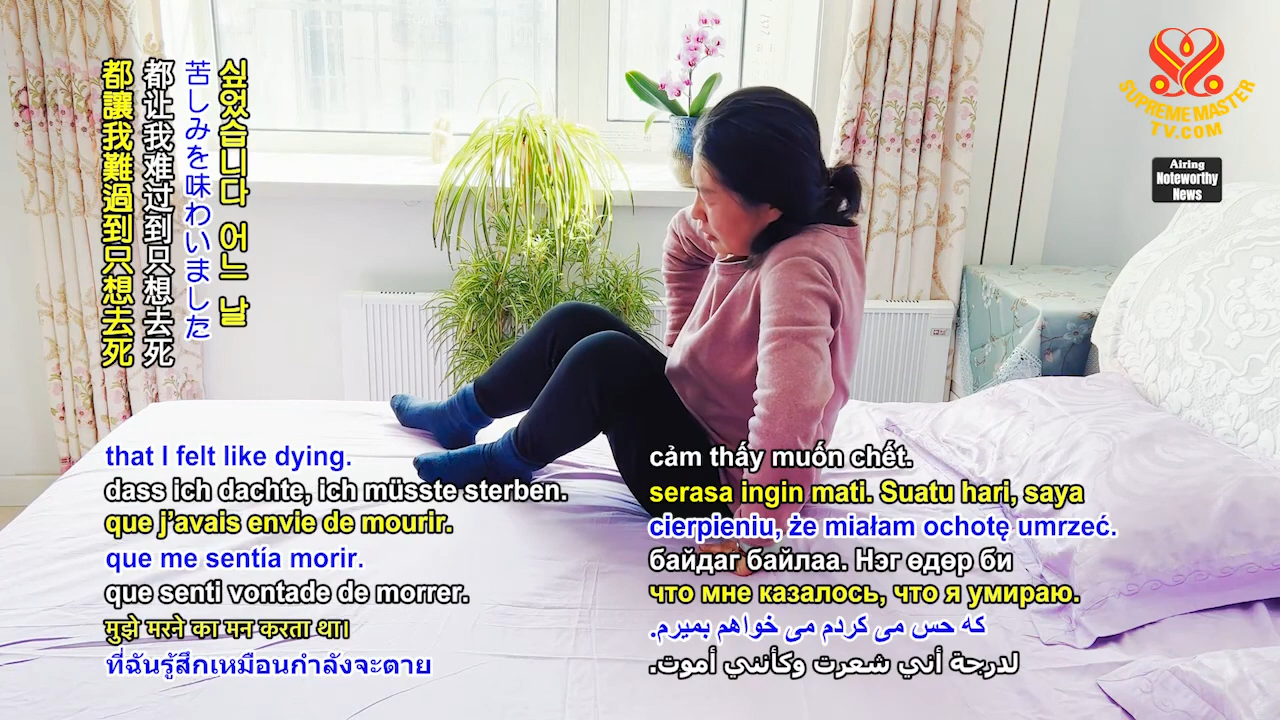 싶었습니다 어느 날
苦しみを味わいました
都让我难过到只想去死
都讓我難過到只想去死
SUPREME MASTER
TV.COM
Airing
Noteworthy
News
that I felt like dying.
dass ich dachte, ich müsste sterben.
que j’avais envie de mourir.
que me sentía morir.
que senti vontade de morrer.
मुझे मरने का मन करता था।
ที่ฉันรู้สึกเหมือนกำลังจะตาย
cảm thấy muốn chết.
serasa ingin mati. Suatu hari, saya
cierpieniu, że miałam ochotę umrzeć.
байдаг байлаа. Нэг өдөр би
что мне казалось, что я умираю.
که حس می کردم می خواهم بمیرم.
لدرجة أني شعرت وكأنني أموت.